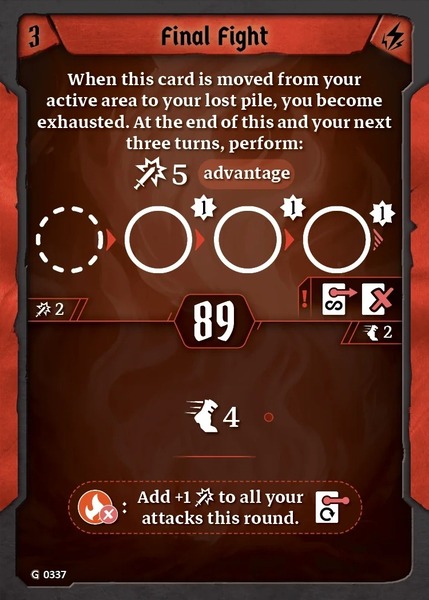 3
Final Fight
When this card is moved from your
active area to your lost pile, you become
exhausted. At the end of this and your next
three turns, perform:
5 advantage
1 1 1
! 8
2
89
2
4
: Add +1 to all your
attacks this round.
G 0337